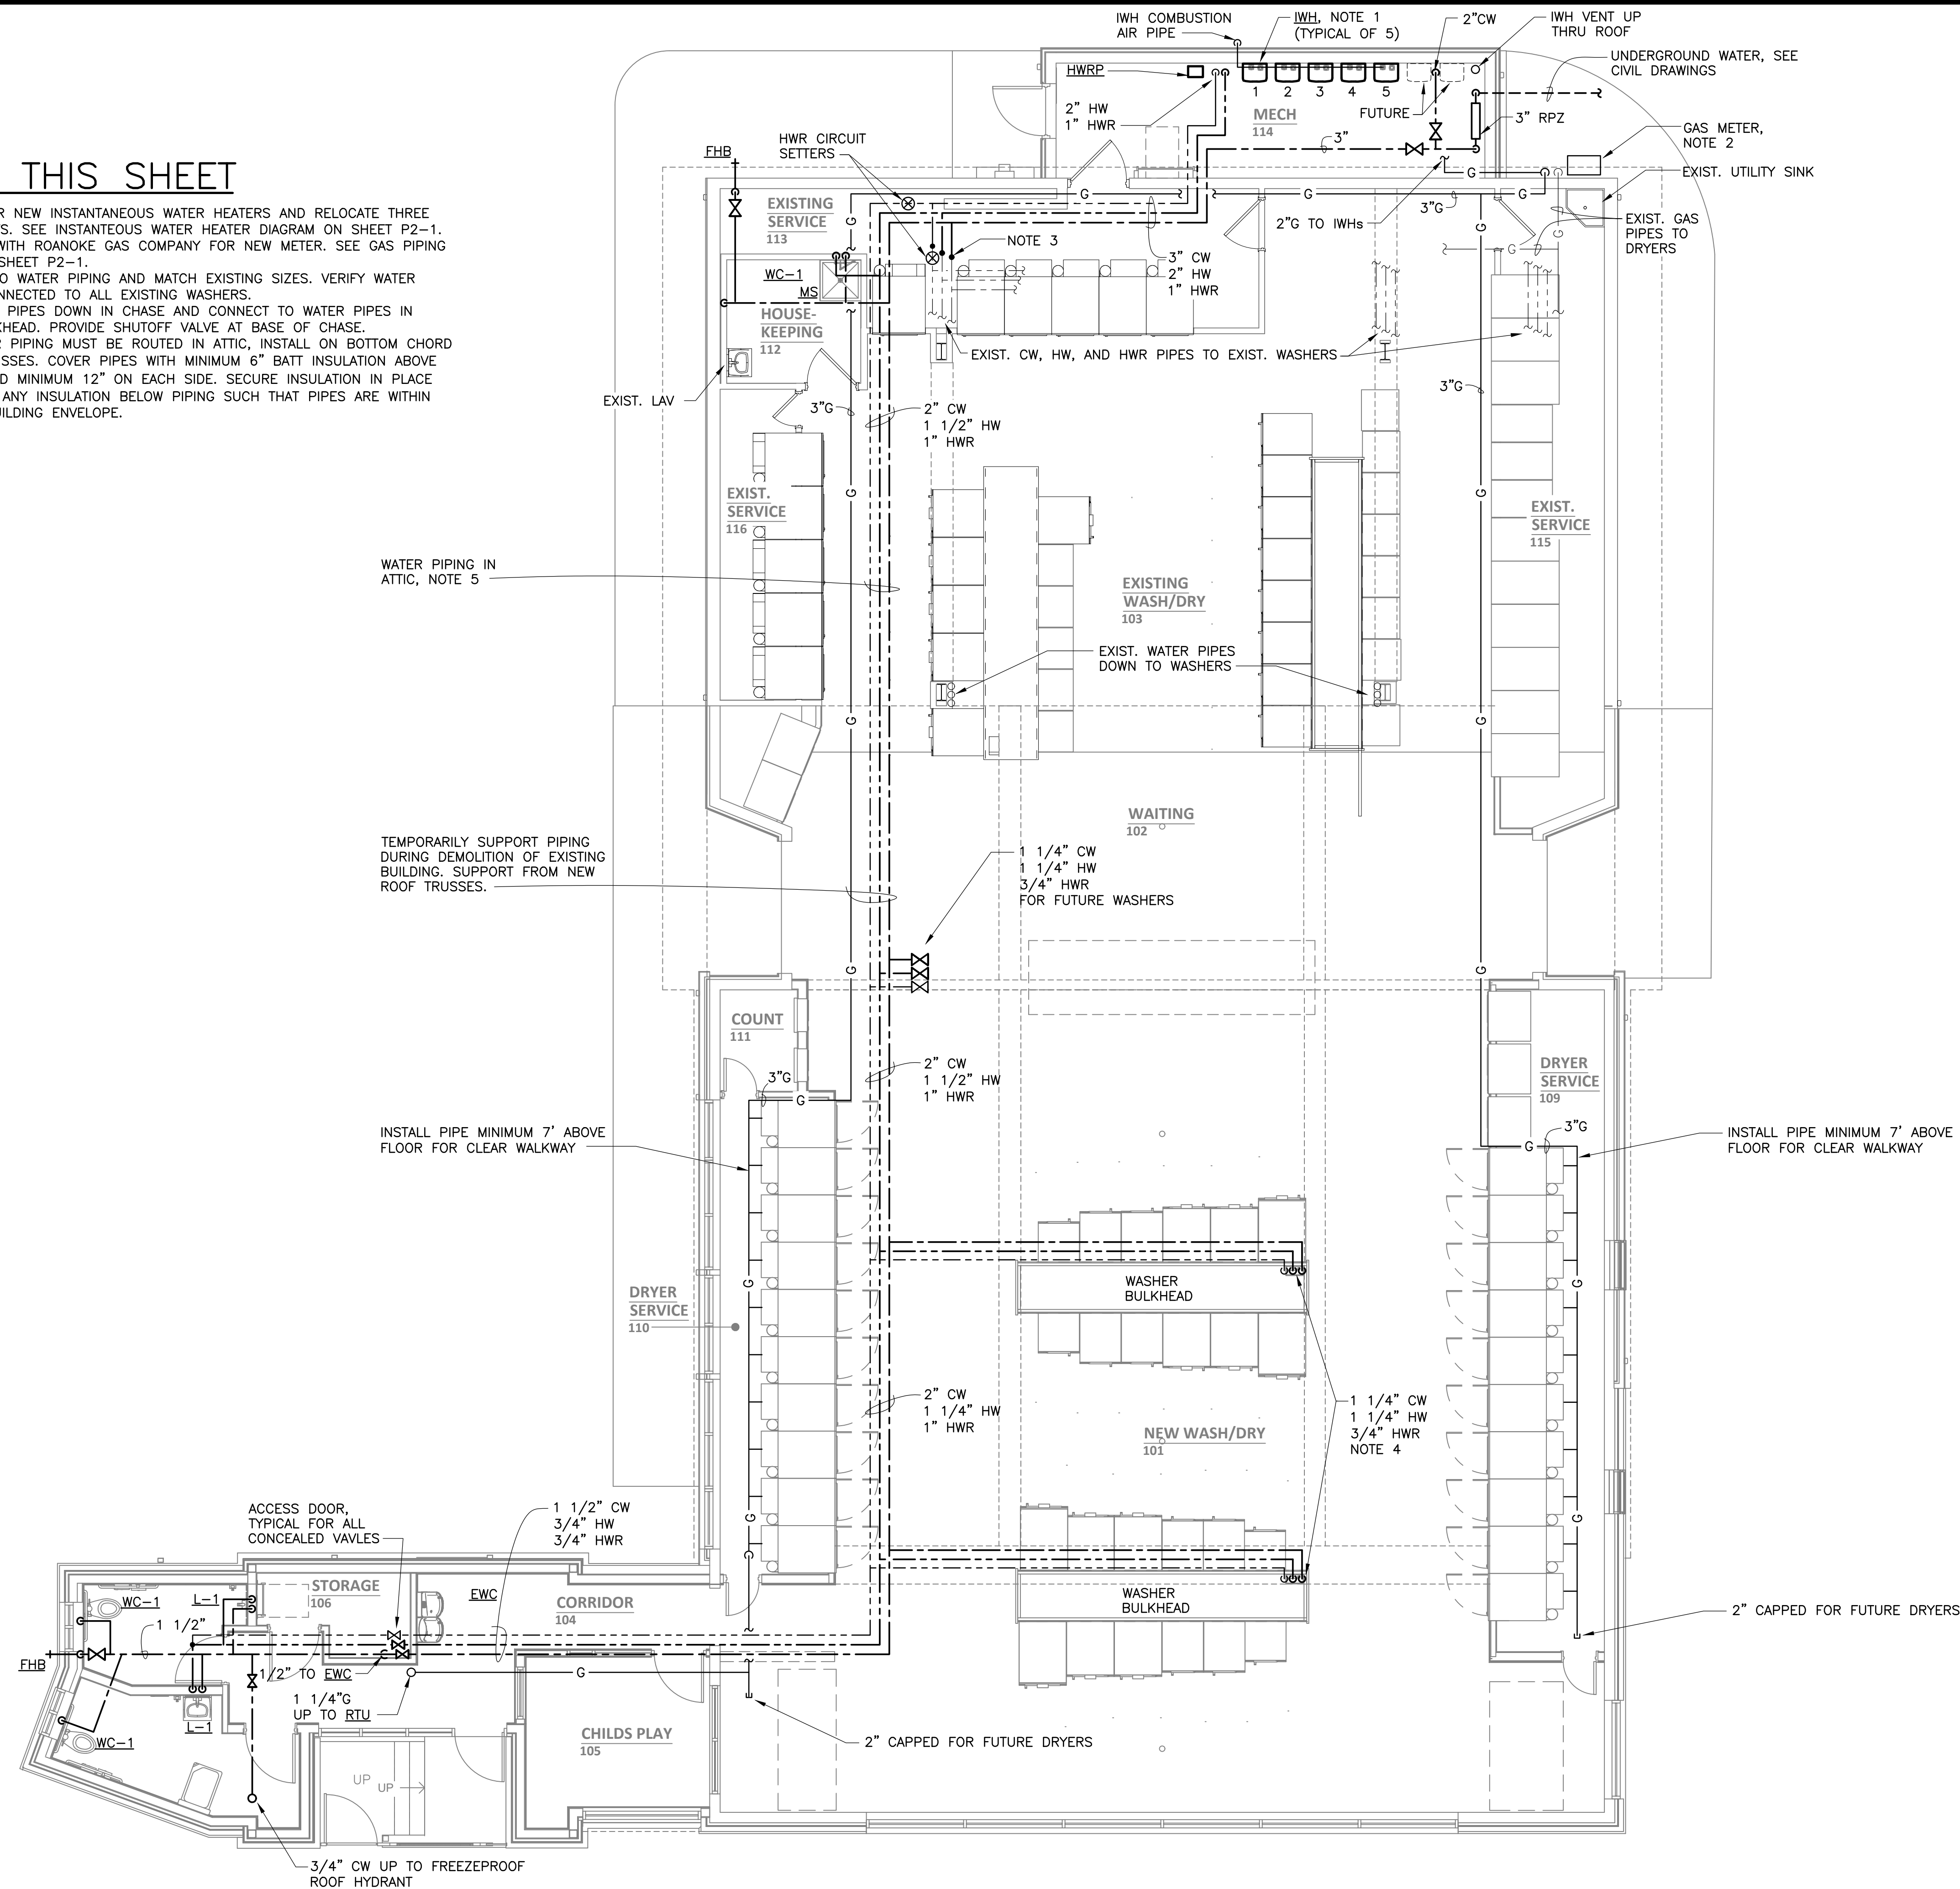 THIS SHEET
R NEW INSTANTANEOUS WATER HEATERS AND RELOCATE THREE
S. SEE INSTANTEOUS WATER HEATER DIAGRAM ON SHEET P2-1.
WITH ROANOKE GAS COMPANY FOR NEW METER. SEE GAS PIPING
SHEET P2-1.
O WATER PIPING AND MATCH EXISTING SIZES. VERIFY WATER
NNECTED TO ALL EXISTING WASHERS.
PIPES DOWN IN CHASE AND CONNECT TO WATER PIPES IN
KHEAD. PROVIDE SHUTOFF VALVE AT BASE OF CHASE.
R PIPING MUST BE ROUTED IN ATTIC, INSTALL ON BOTTOM CHORD
SSES. COVER PIPES WITH MINIMUM 6" BATT INSULATION ABOVE
D MINIMUM 12" ON EACH SIDE. SECURE INSULATION IN PLACE
ANY INSULATION BELOW PIPING SUCH THAT PIPES ARE WITHIN
UILDING ENVELOPE.
IWH COMBUSTION
AIR PIPE
IWH, NOTE 1
(TYPICAL OF 5)
2"CW
IWH VENT UP
THRU ROOF
UNDERGROUND WATER, SEE
CIVIL DRAWINGS
HWRP
1 2 3 4 5
2" HW
1" HWR
MECH
114
FUTURE
3" RPZ
3"
GAS METER,
NOTE 2
HWR CIRCUIT
SETTERS
FHB
G
EXIST. UTILITY SINK
EXISTING
SERVICE
113
G
G
G
3"G
2"G TO IWHs
G
EXIST. GAS
PIPES TO
DRYERS
G
G
NOTE 3
3" CW
2" HW
1" HWR
WC-1
MS
HOUSE-
KEEPING
112
EXIST. CW, HW, AND HWR PIPES TO EXIST. WASHERS
EXIST. LAV
3"G
3"G
2" CW
1 1/2" HW
1" HWR
EXIST.
SERVICE
116
G
G
EXIST.
SERVICE
115
WATER PIPING IN
ATTIC, NOTE 5
EXISTING
WASH/DRY
103
EXIST. WATER PIPES
DOWN TO WASHERS
G
G
WAITING
102
TEMPORARILY SUPPORT PIPING
DURING DEMOLITION OF EXISTING
BUILDING. SUPPORT FROM NEW
ROOF TRUSSES.
1 1/4" CW
1 1/4" HW
3/4" HWR
FOR FUTURE WASHERS
G
G
COUNT
111
2" CW
1 1/2" HW
1" HWR
DRYER
SERVICE
109
3"G
G
3"G
G
INSTALL PIPE MINIMUM 7' ABOVE
FLOOR FOR CLEAR WALKWAY
INSTALL PIPE MINIMUM 7' ABOVE
FLOOR FOR CLEAR WALKWAY
G
G
WASHER
BULKHEAD
DRYER
SERVICE
110
2" CW
1 1/4" HW
1" HWR
1 1/4" CW
1 1/4" HW
3/4" HWR
NOTE 4
NEW WASH/DRY
101
G
G
ACCESS DOOR,
TYPICAL FOR ALL
CONCEALED VAVLES
1 1/2" CW
3/4" HW
3/4" HWR
WC-1
L-1
STORAGE
106
EWC
CORRIDOR
104
WASHER
BULKHEAD
2" CAPPED FOR FUTURE DRYERS
1 1/2"
FHB
1/2" TO EWC
G
1 1/4"G
UP TO RTU
L-1
WC-1
CHILDS PLAY
105
2" CAPPED FOR FUTURE DRYERS
UP
UP
3/4" CW UP TO FREEZEPROOF
ROOF HYDRANT